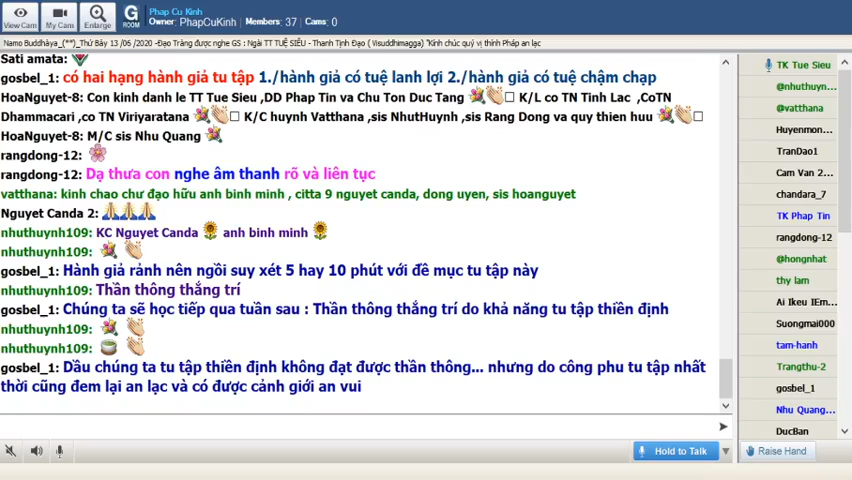 Phap Cu Kinh
Owner: PhapCuKinh Members: 37 Cams: 0
View Cam My Cam Enlarge G ROOM
Namo Buddhàya_(**)_Thứ Bảy 13 /06 /2020 -Đạo Tràng được nghe GS : Ngài TT TUỆ SIÊU - Thanh Tịnh Đạo ( Visuddhimagga) "Kính chúc quý vị thính Pháp an lạc
Sati amata:
gosbel_1: có hai hạng hành giả tu tập 1./hành giả có tuệ lanh lợi 2./hành giả có tuệ chậm chạp
HoaNguyet-8: Con kinh danh le TT Tue Sieu ,DD Phap Tin va Chu Ton Duc Tang K/L co TN Tinh Lac ,CoTN
Dhammacari ,co TN Viriyaratana K/C huynh Vatthana ,sis NhutHuynh ,sis Rang Dong va quy thien huu
HoaNguyet-8: M/C sis Nhu Quang
rangdong-12:
rangdong-12: Dạ thưa con nghe âm thanh rõ và liên tục
vatthana: kinh chao chư đạo hữu anh binh minh , citta 9 nguyet canda, dong uyen, sis hoanguyet
Nguyet Canda 2:
nhuthuynh109: KC Nguyet Canda anh binh minh
nhuthuynh109:
gosbel_1: Hành giả rảnh nên ngồi suy xét 5 hay 10 phút với đề mục tu tập này
nhuthuynh109: Thần thông thắng trí
gosbel_1: Chúng ta sẽ học tiếp qua tuần sau : Thần thông thắng trí do khả năng tu tập thiền định
nhuthuynh109:
nhuthuynh109:
gosbel_1: Dầu chúng ta tu tập thiền định không đạt được thần thông... nhưng do công phu tu tập nhất
thời cũng đem lại an lạc và có được cảnh giới an vui
Hold to Talk
TK Tue Sieu
@nhuthuyn...
@vatthana
Huyenmon...
TranDao1
Cam Van 2...
chandara_7
TK Phap Tin
rangdong-12
@hongnhat
thy lam
Ai Ikeu IEm...
Suongmai000
tam-hanh
Trangthu-2
gosbel_1
Nhu Quang...
DucBan
Raise Hand